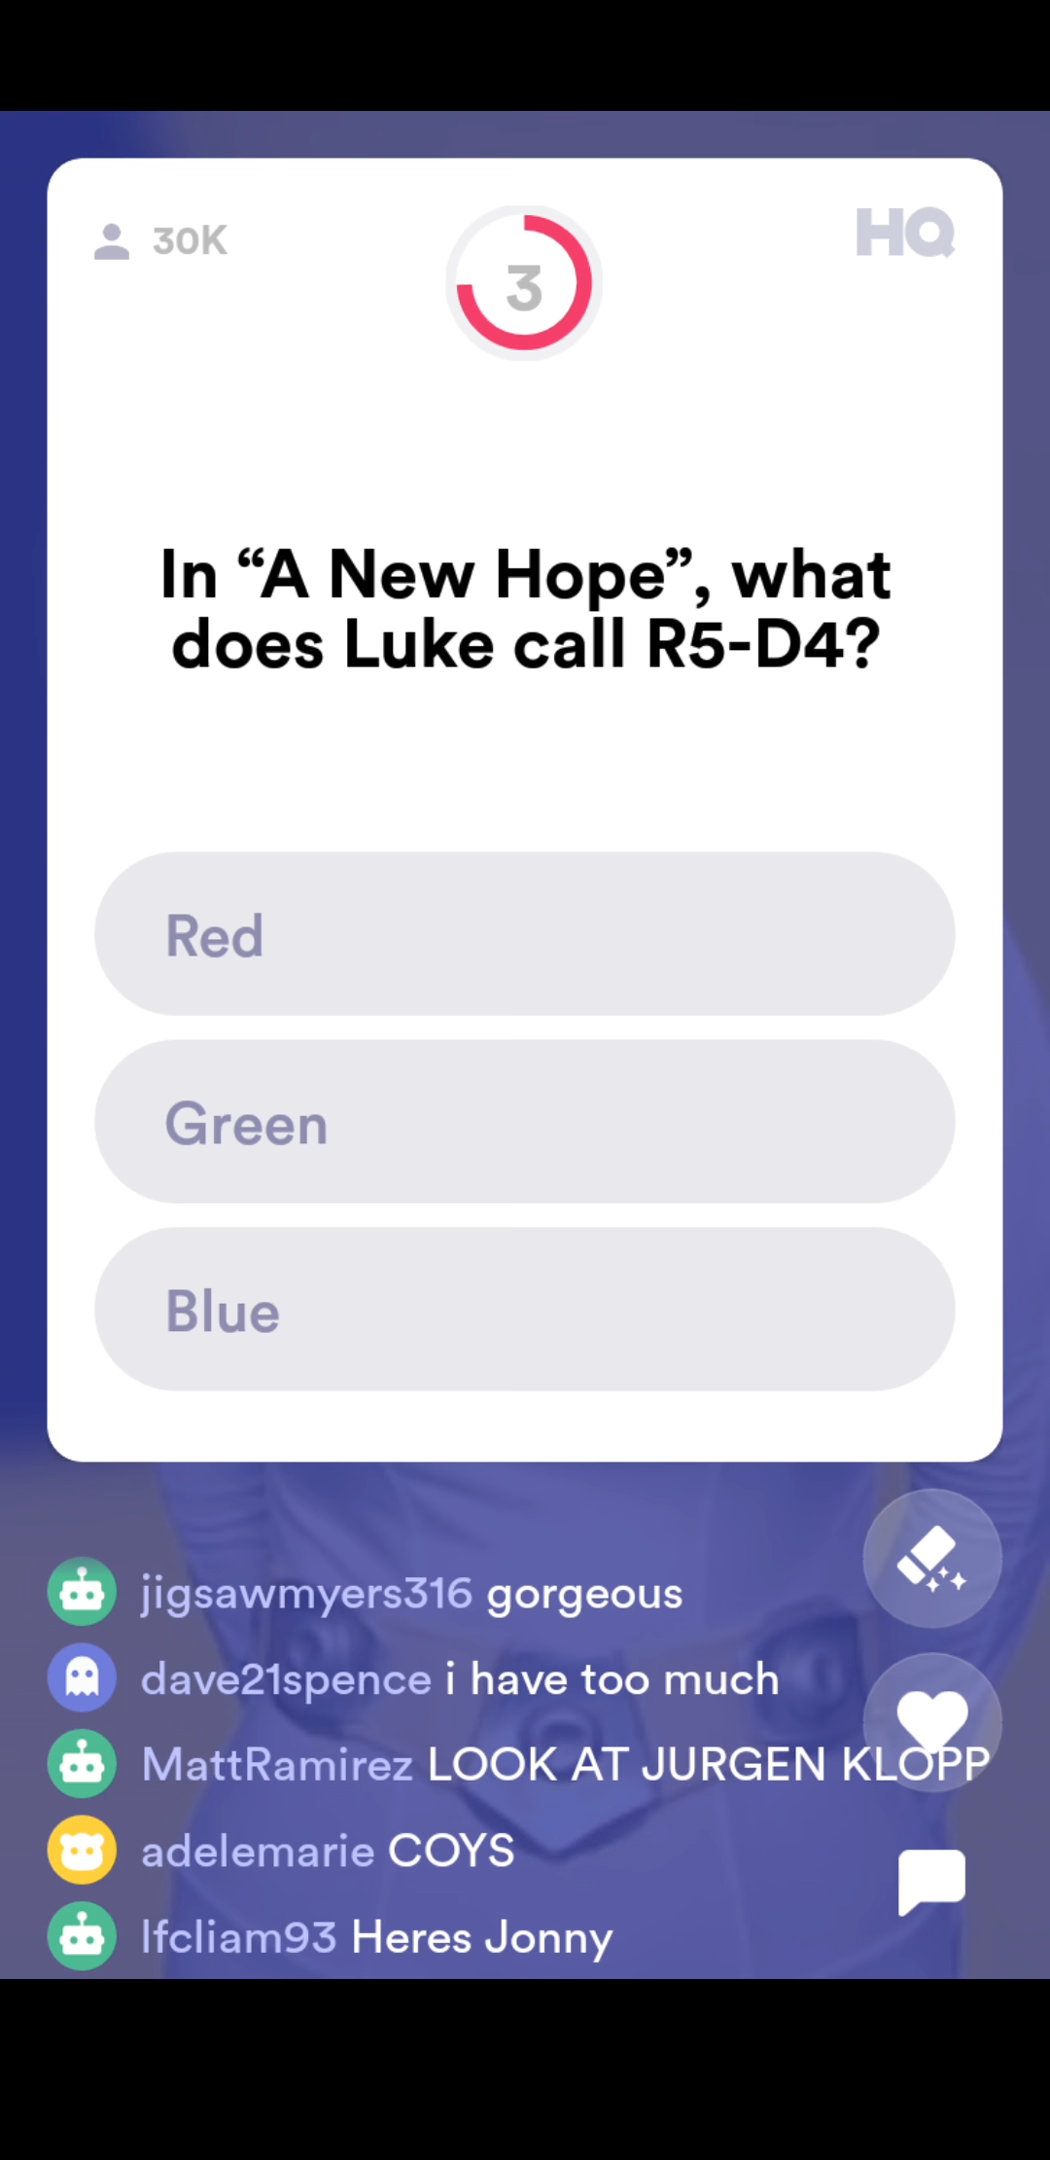 30K
3
HQ
In “A New Hope”, what
does Luke call R5-D4?
Red
Green
Blue
jigsawmyers316 gorgeous
dave21spence i have too much
MattRamirez LOOK AT JURGEN KLOPP
adelemarie COYS
lfcliam93 Heres Jonny